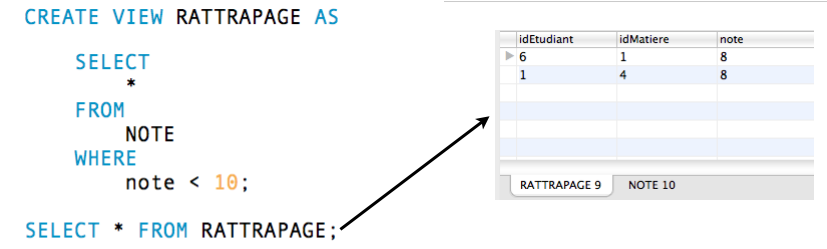 CREATE VIEW RATTRAPAGE AS
SELECT
*
FROM
NOTE
WHERE
note < 10;
SELECT * FROM RATTRAPAGE;
idEtudiant idMatiere note
6 1 8
1 4 8
RATTRAPAGE 9 NOTE 10